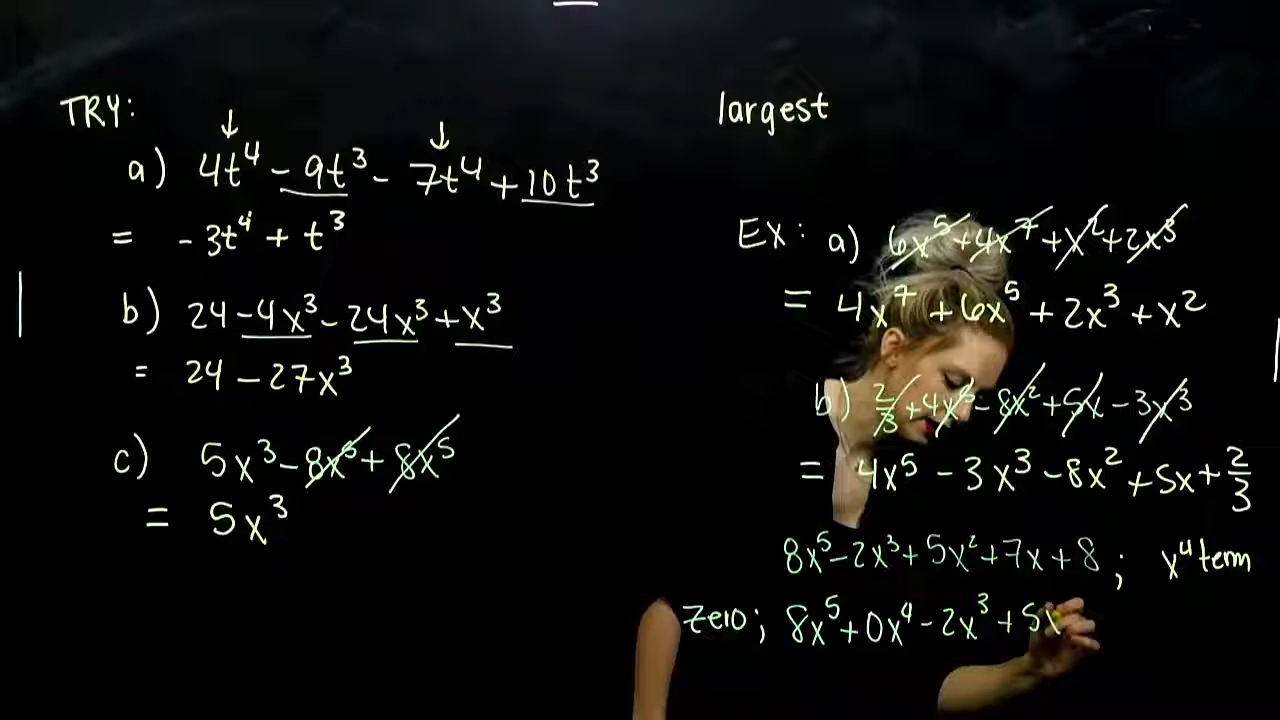 TRY:
a) 4t⁴ - 9t³ - 7t⁴ + 10t³
= -3t⁴ + t³
b) 24 - 4x³ - 24x³ + x³
= 24 - 27x³
c) 5x³ - 8x⁵ + 8x⁵
= 5x³
largest
EX: a) 6x⁵ + 4x⁷ + x² + 2x³
= 4x⁷ + 6x⁵ + 2x³ + x²
b) 2/3 + 4x⁵ - 8x² + 5x - 3x³
= 4x⁵ - 3x³ - 8x² + 5x + 2/3
8x⁵ - 2x³ + 5x² + 7x + 8 ; x⁴ term
zero; 8x⁵ + 0x⁴ - 2x³ + 5x